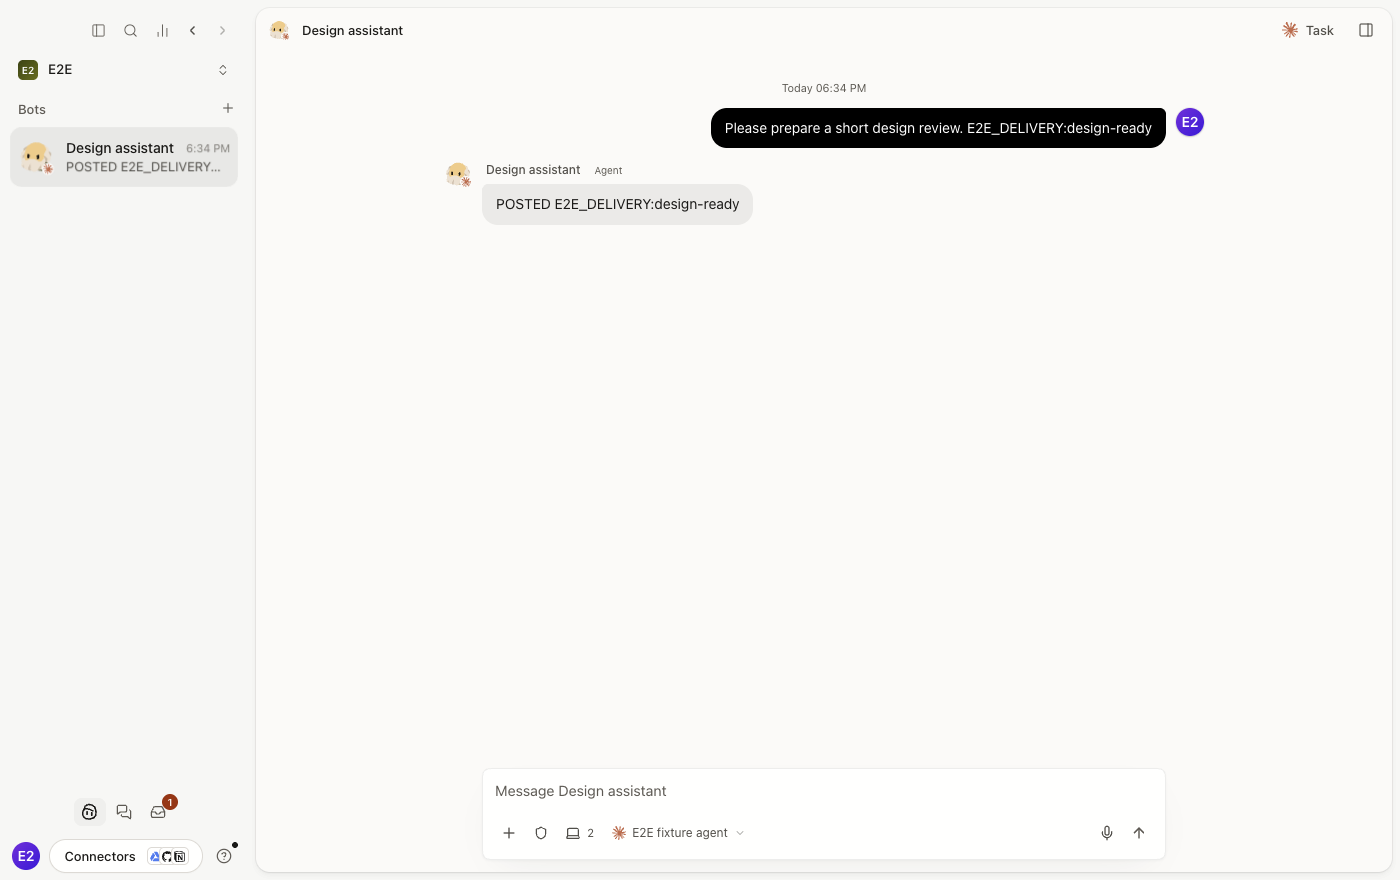 E2 E2E
Bots
Design assistant 6:34 PM
POSTED E2E_DELIVERY...
1
E2 Connectors
Design assistant
Task
Today 06:34 PM
Please prepare a short design review. E2E_DELIVERY:design-ready
E2
Design assistant Agent
POSTED E2E_DELIVERY:design-ready
Message Design assistant
2 E2E fixture agent